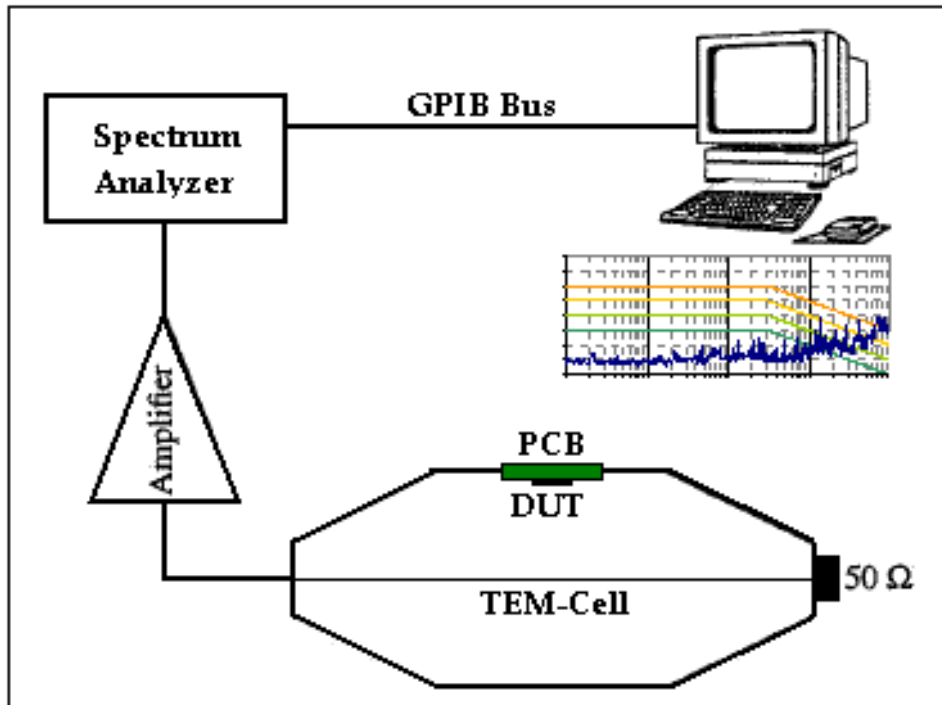 GPIB Bus
Spectrum
Analyzer
Amplifier
PCB
DUT
TEM-Cell
50 Ω